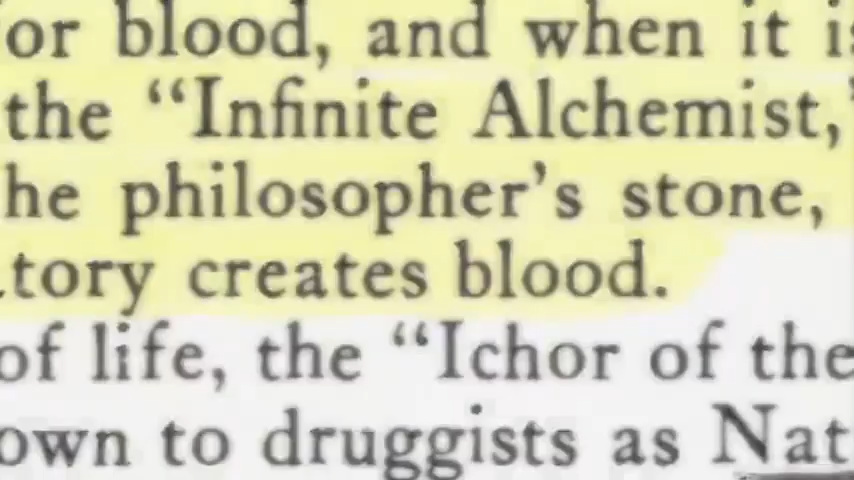 or blood, and when it is
the “Infinite Alchemist,”
he philosopher’s stone,
tory creates blood.
of life, the “Ichor of the
own to druggists as Nat